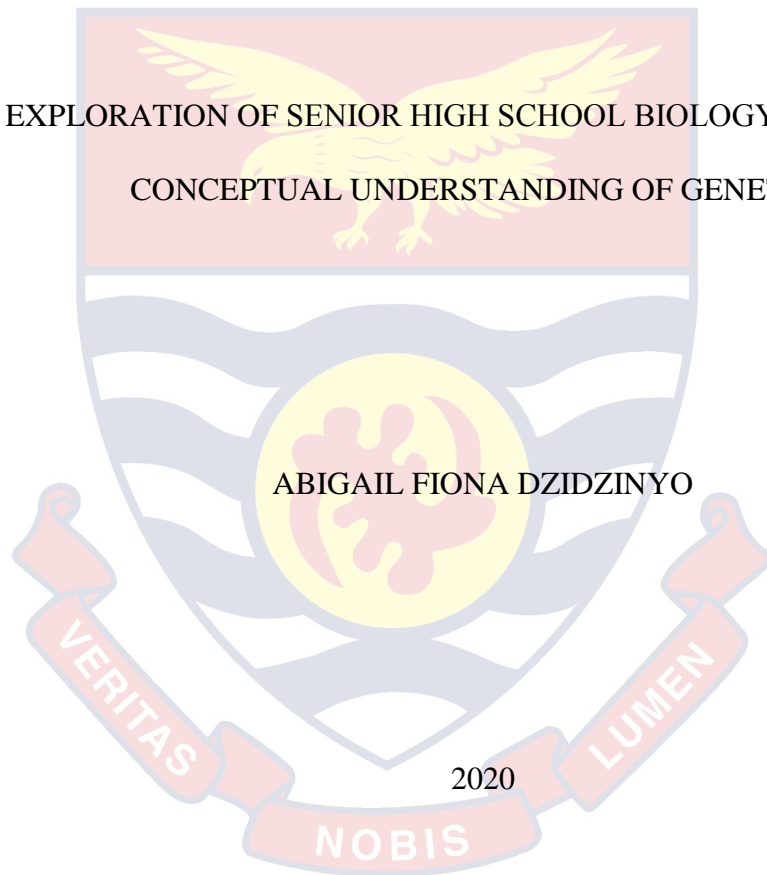 EXPLORATION OF SENIOR HIGH SCHOOL BIOLOGY
CONCEPTUAL UNDERSTANDING OF GENE
ABIGAIL FIONA DZIDZINYO
2020
VERITAS
NOBIS
LUMEN